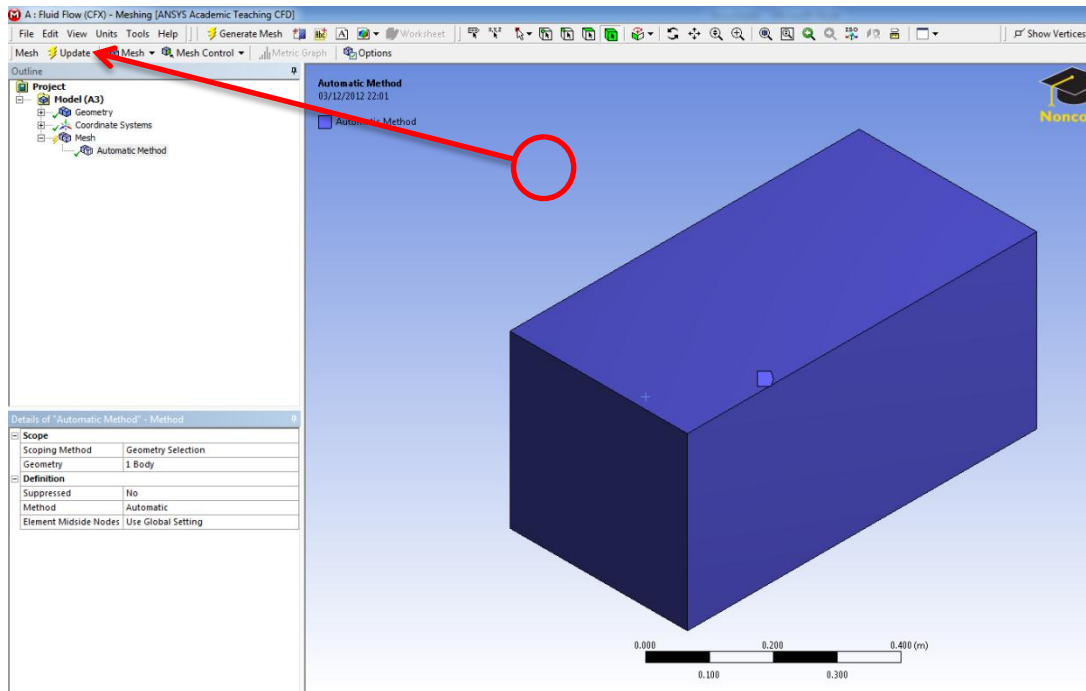 A : Fluid Flow (CFX) - Meshing [ANSYS Academic Teaching CFD]
File Edit View Units Tools Help Generate Mesh Worksheet Show Vertices
Mesh Update Mesh Mesh Control Metric Graph Options
Outline
Project
Model (A3)
Geometry
Coordinate Systems
Mesh
Automatic Method
Details of "Automatic Method" - Method
Scope
Scoping Method Geometry Selection
Geometry 1 Body
Definition
Suppressed No
Method Automatic
Element Midside Nodes Use Global Setting
Automatic Method
03/12/2012 22:01
Automatic Method
Nonco
0.000 0.200 0.400 (m)
0.100 0.300